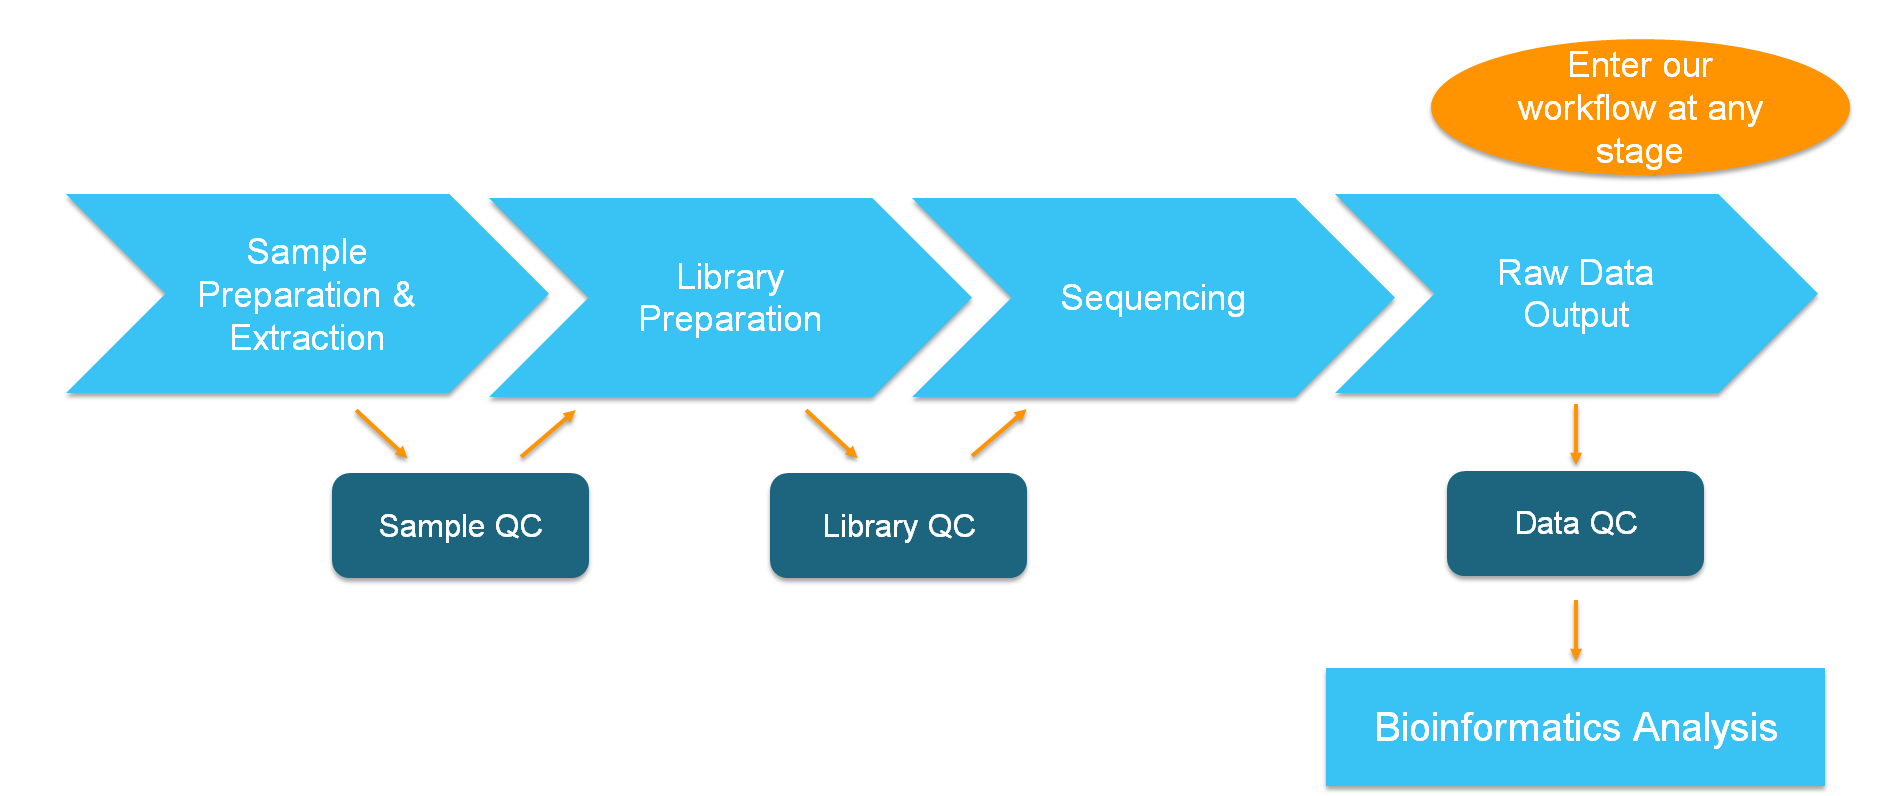 Enter our
workflow at any
stage
Sample
Preparation &
Extraction
Library
Preparation
Sequencing
Raw Data
Output
Sample QC
Library QC
Data QC
Bioinformatics Analysis